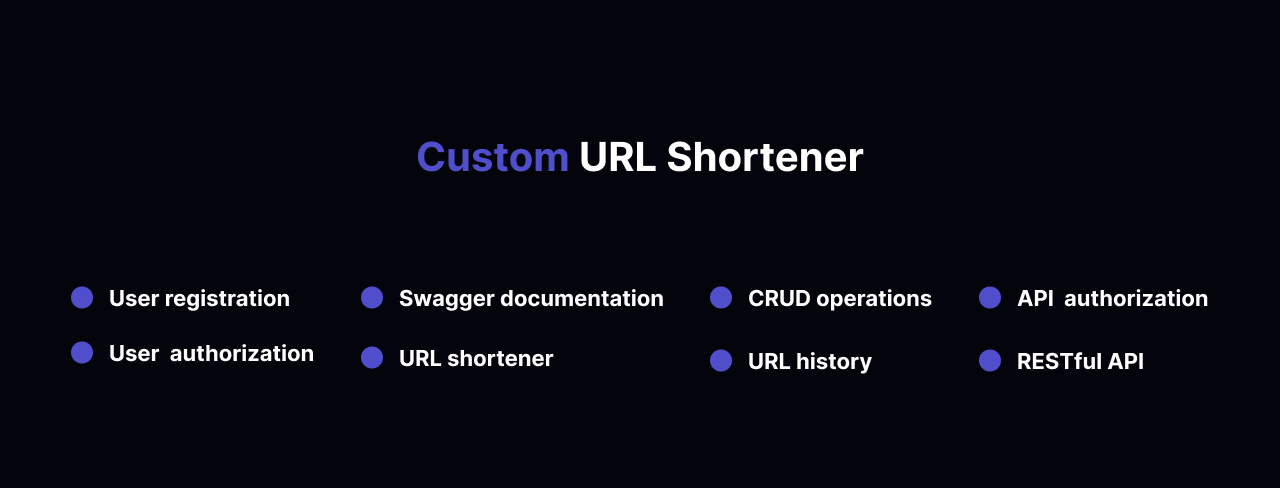 Custom URL Shortener
User registration
User  authorization
Swagger documentation
URL shortener
CRUD operations
URL history
API  authorization
RESTful API